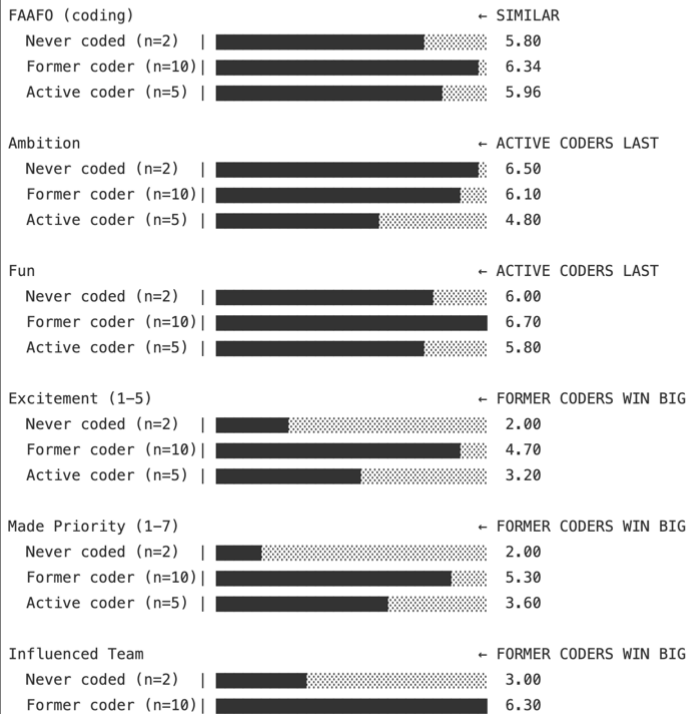 FAAFO (coding) ← SIMILAR
Never coded (n=2) | 5.80
Former coder (n=10)| 6.34
Active coder (n=5) | 5.96
Ambition ← ACTIVE CODERS LAST
Never coded (n=2) | 6.50
Former coder (n=10)| 6.10
Active coder (n=5) | 4.80
Fun ← ACTIVE CODERS LAST
Never coded (n=2) | 6.00
Former coder (n=10)| 6.70
Active coder (n=5) | 5.80
Excitement (1–5) ← FORMER CODERS WIN BIG
Never coded (n=2) | 2.00
Former coder (n=10)| 4.70
Active coder (n=5) | 3.20
Made Priority (1–7) ← FORMER CODERS WIN BIG
Never coded (n=2) | 2.00
Former coder (n=10)| 5.30
Active coder (n=5) | 3.60
Influenced Team ← FORMER CODERS WIN BIG
Never coded (n=2) | 3.00
Former coder (n=10)| 6.30